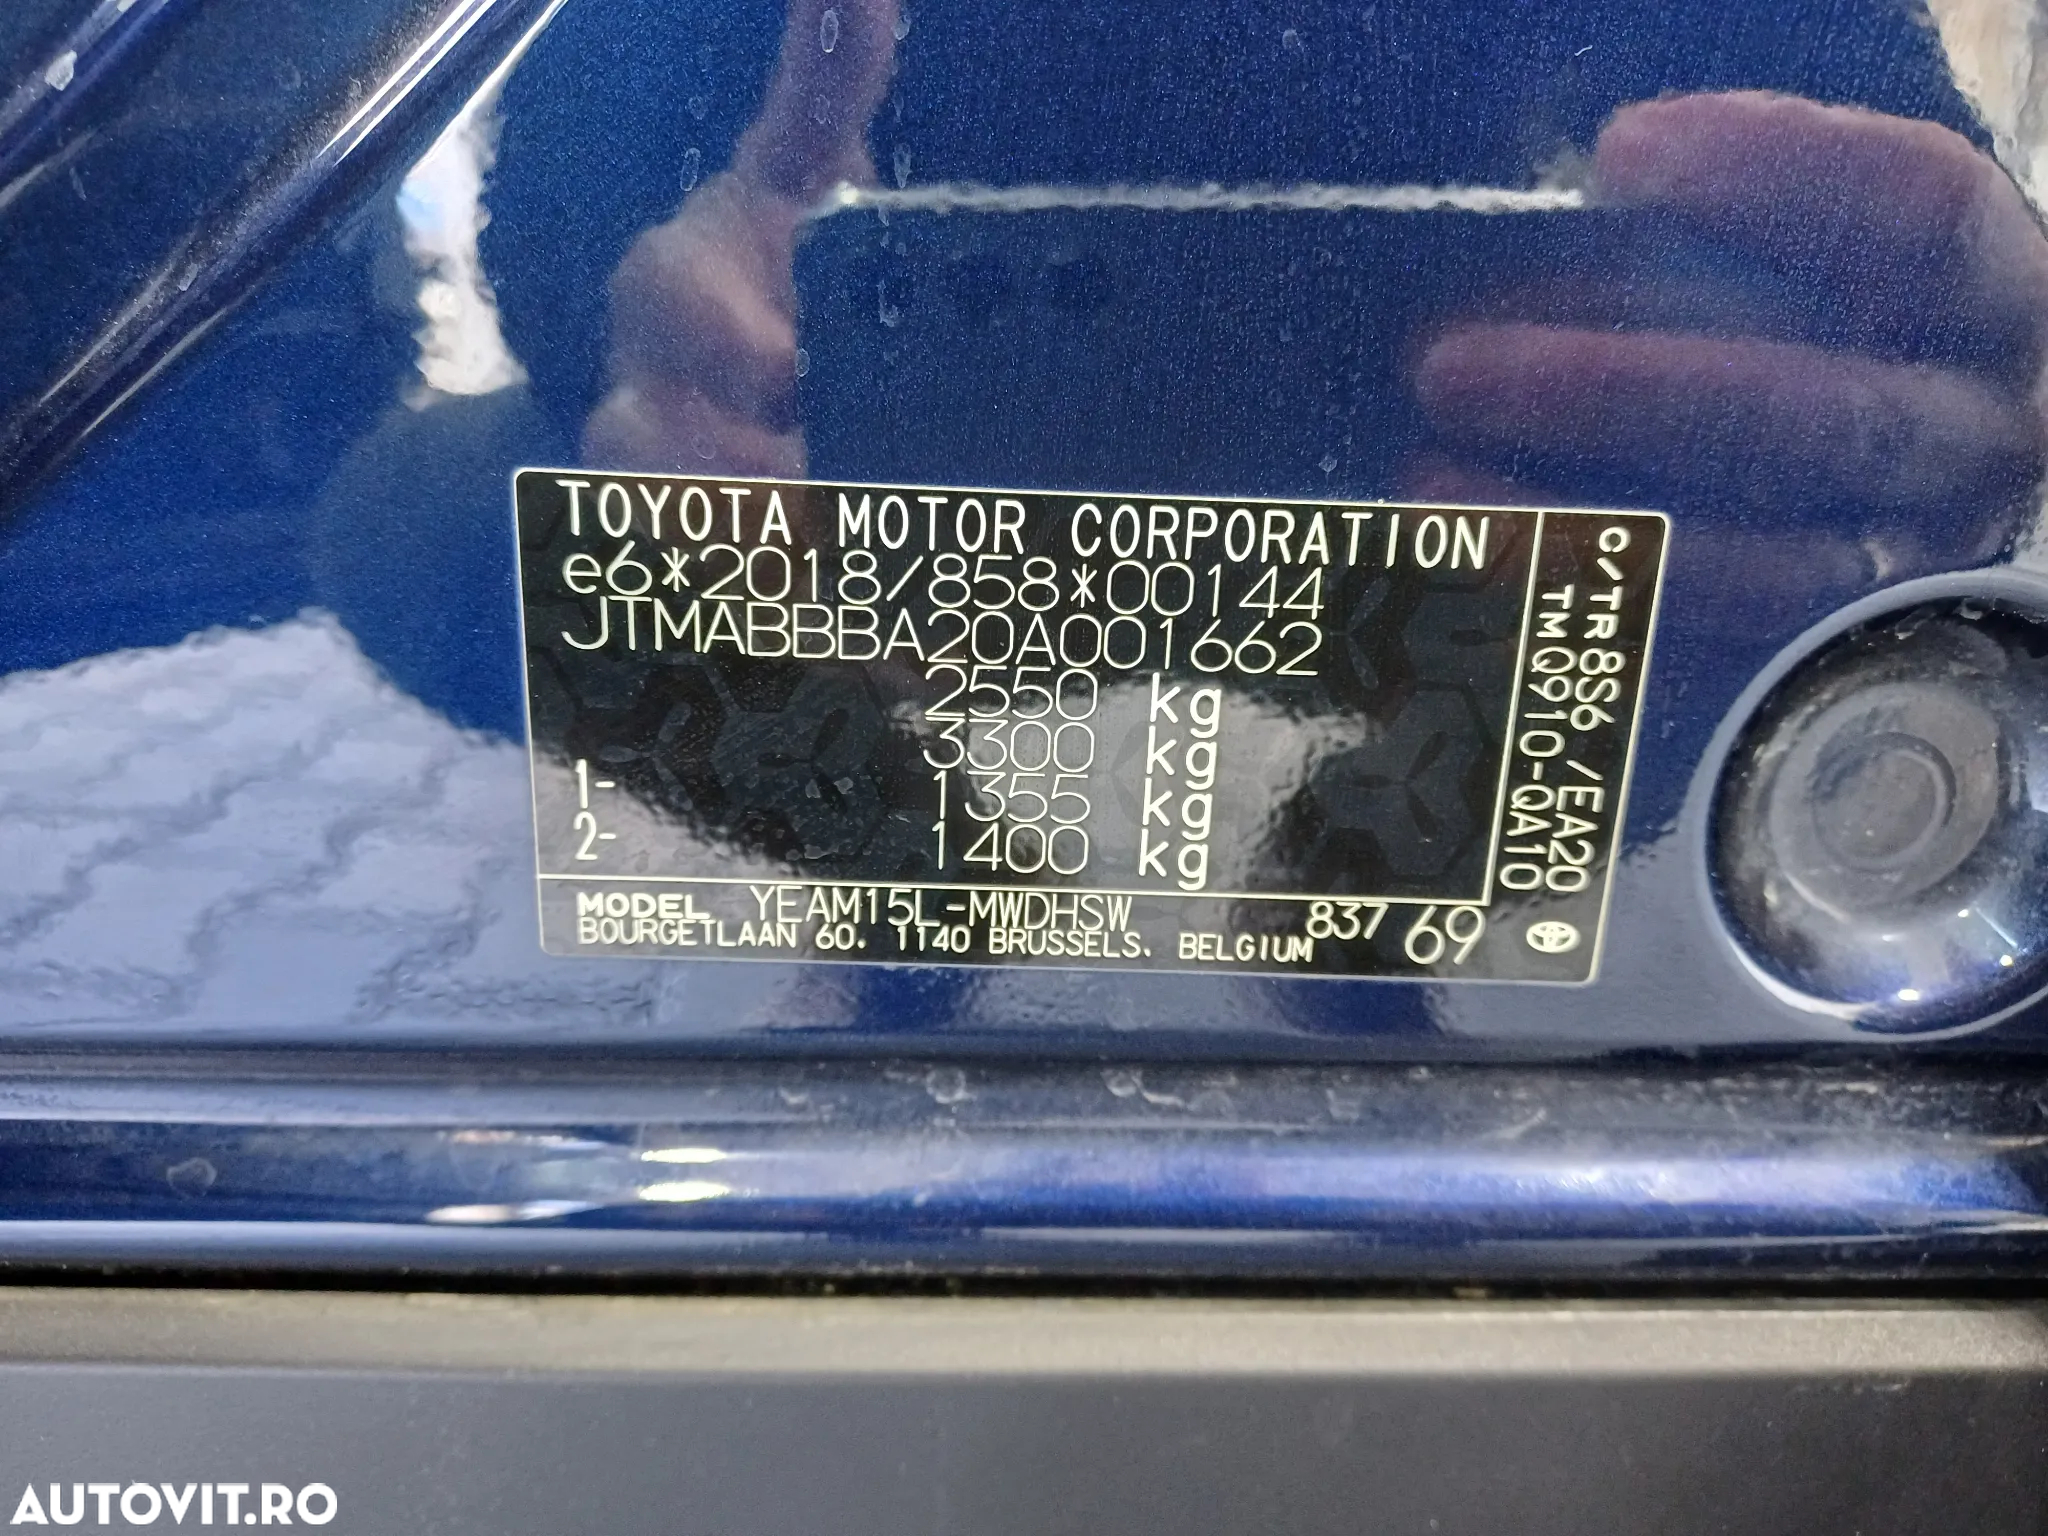 TOYOTA MOTOR CORPORATION
e6*2018/858*00144
JTMABBBBA20A001662
2550 kg
3300 kg
1- 1355 kg
2- 1400 kg
MODEL YEAM15L-MWDHSW 837 69
BOURGETLAAN 60. 1140 BRUSSELS. BELGIUM
C/TR8S6 /EA20
TMQ910-QA10
AUTOVIT.RO